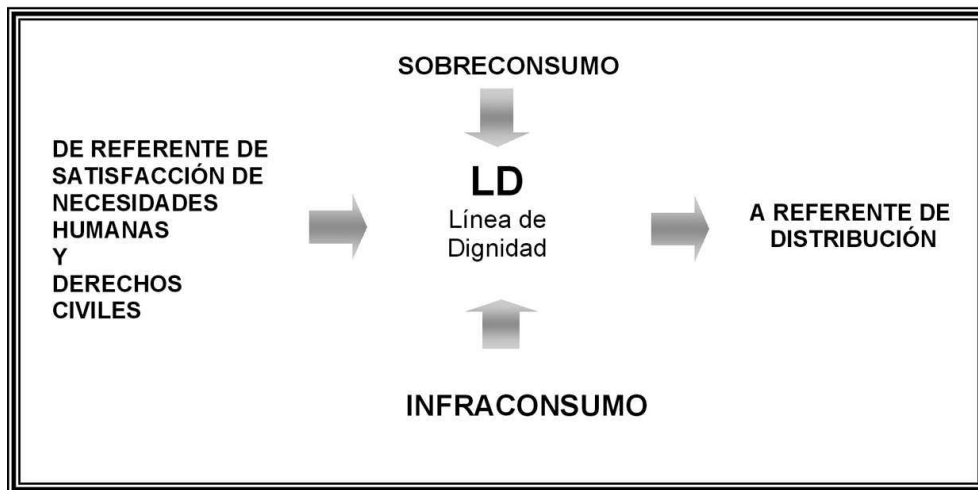 SOBRECONSUMO
DE REFERENTE DE
SATISFACCIÓN DE
NECESIDADES
HUMANAS
Y
DERECHOS
CIVILES
LD
Línea de
Dignidad
A REFERENTE DE
DISTRIBUCIÓN
INFRACONSUMO